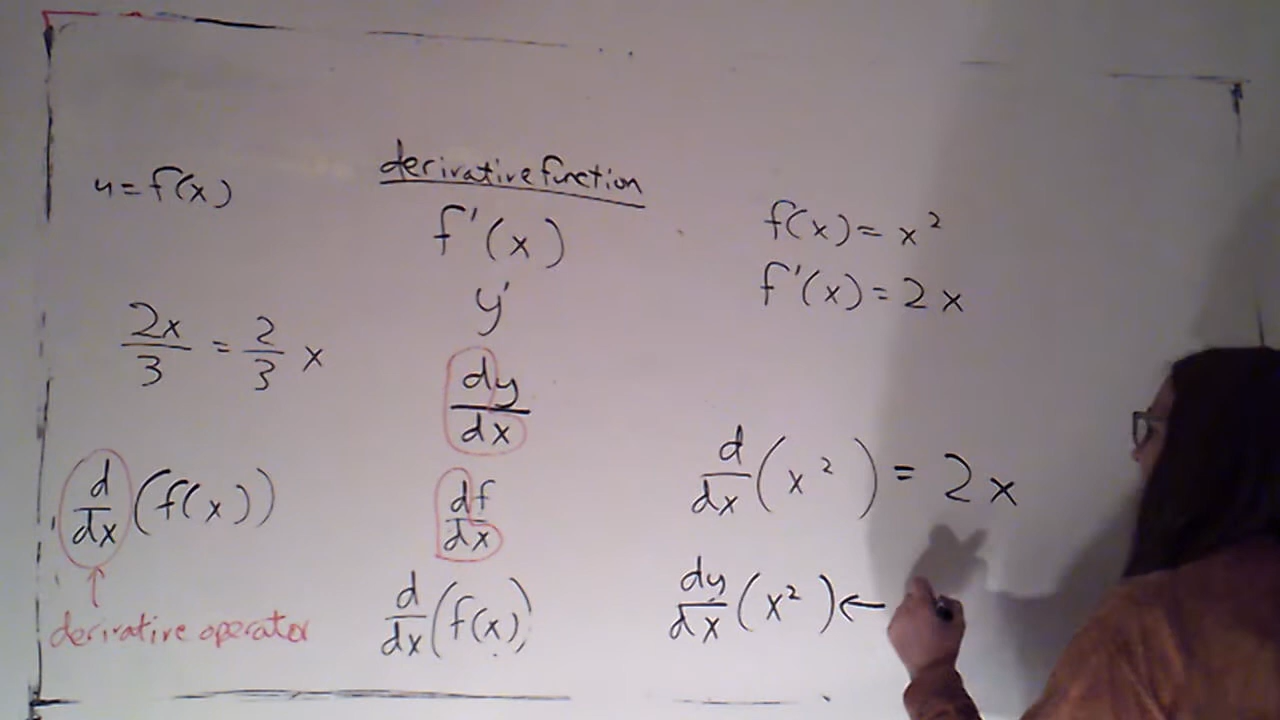 y=f(x)
2x/3 = 2/3 x
d/dx (f(x))
↑
derivative operator
derivative function
f'(x)
y'
dy/dx
df/dx
d/dx (f(x))
f(x)= x²
f'(x)=2x
d/dx (x²) = 2x
dy/dx (x²) ←